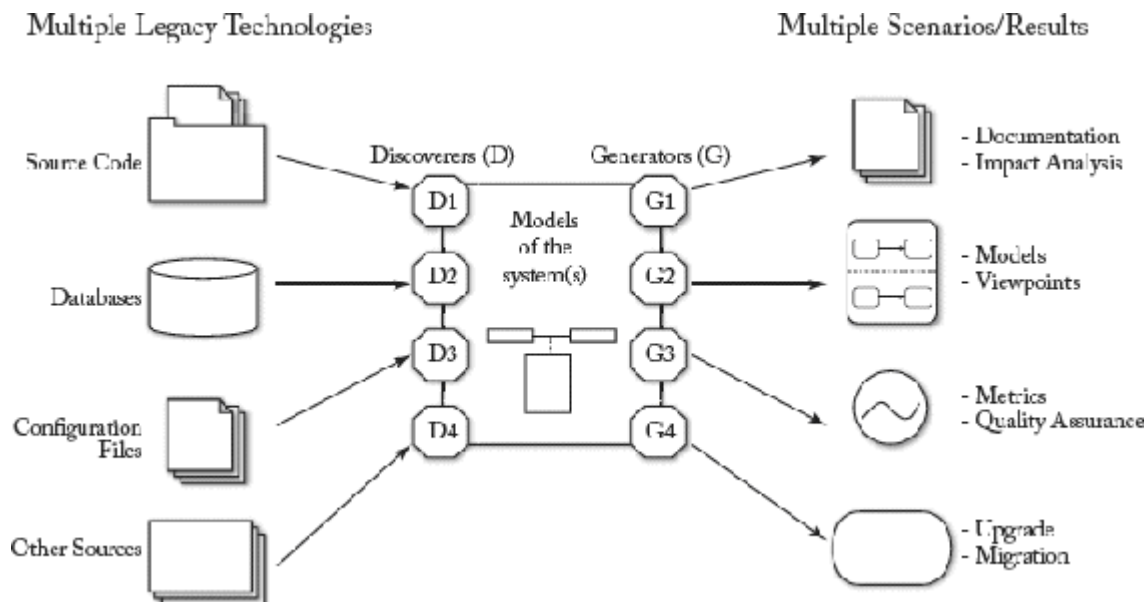 Multiple Legacy Technologies
Multiple Scenarios/Results
Source Code
Databases
Configuration
Files
Other Sources
Discoverers (D)
D1
D2
D3
D4
Models
of the
system(s)
Generators (G)
G1
G2
G3
G4
- Documentation
- Impact Analysis
- Models
- Viewpoints
- Metrics
- Quality Assurance
- Upgrade
- Migration